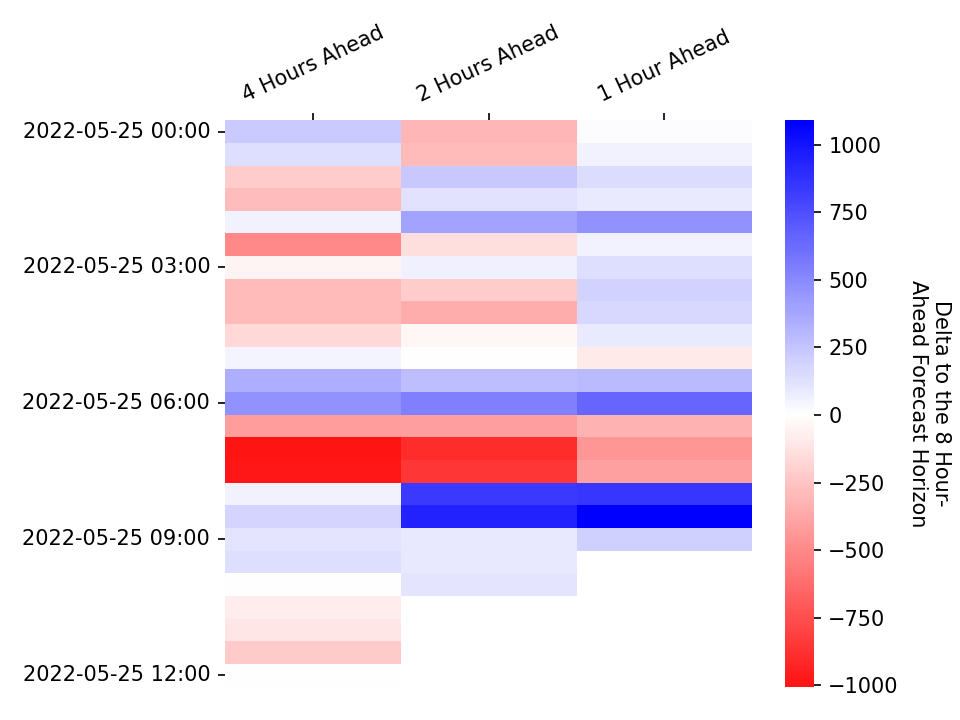 4 Hours Ahead
2 Hours Ahead
1 Hour Ahead
2022-05-25 00:00
2022-05-25 03:00
2022-05-25 06:00
2022-05-25 09:00
2022-05-25 12:00
1000
750
500
250
0
−250
−500
−750
−1000
Delta to the 8 Hour-
Ahead Forecast Horizon